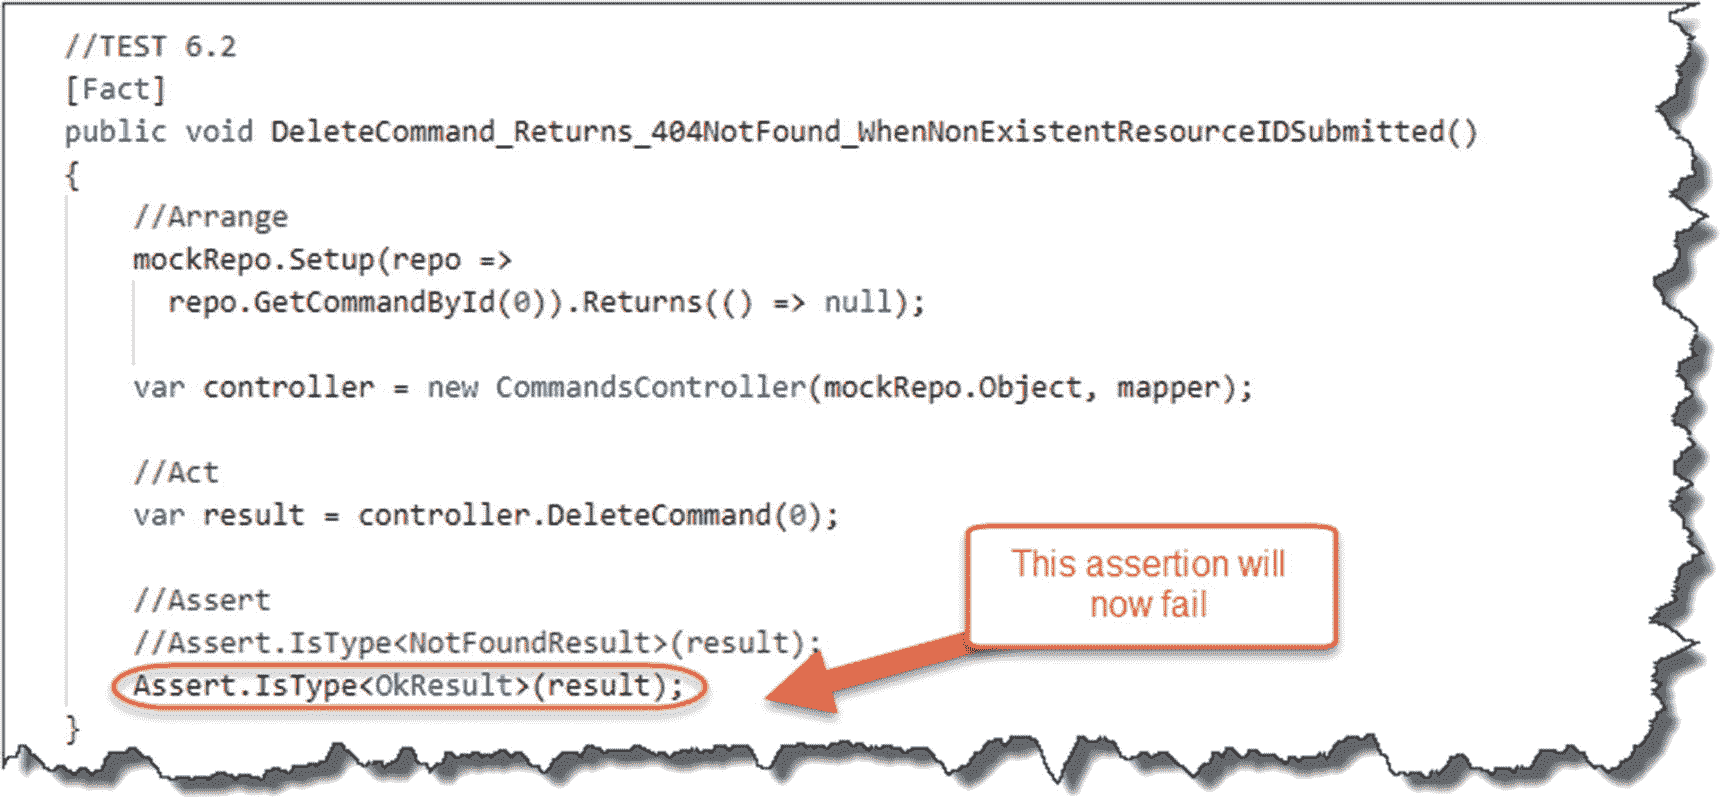 //TEST 6.2
[Fact]
public void DeleteCommand_Returns_404NotFound_WhenNonExistentResourceIDSubmitted()
{
//Arrange
mockRepo.Setup(repo =>
repo.GetCommandById(0)).Returns(() => null);
var controller = new CommandsController(mockRepo.Object, mapper);
//Act
var result = controller.DeleteCommand(0);
//Assert
//Assert.IsType<NotFoundResult>(result);
Assert.IsType<OkResult>(result);
}
This assertion will
now fail